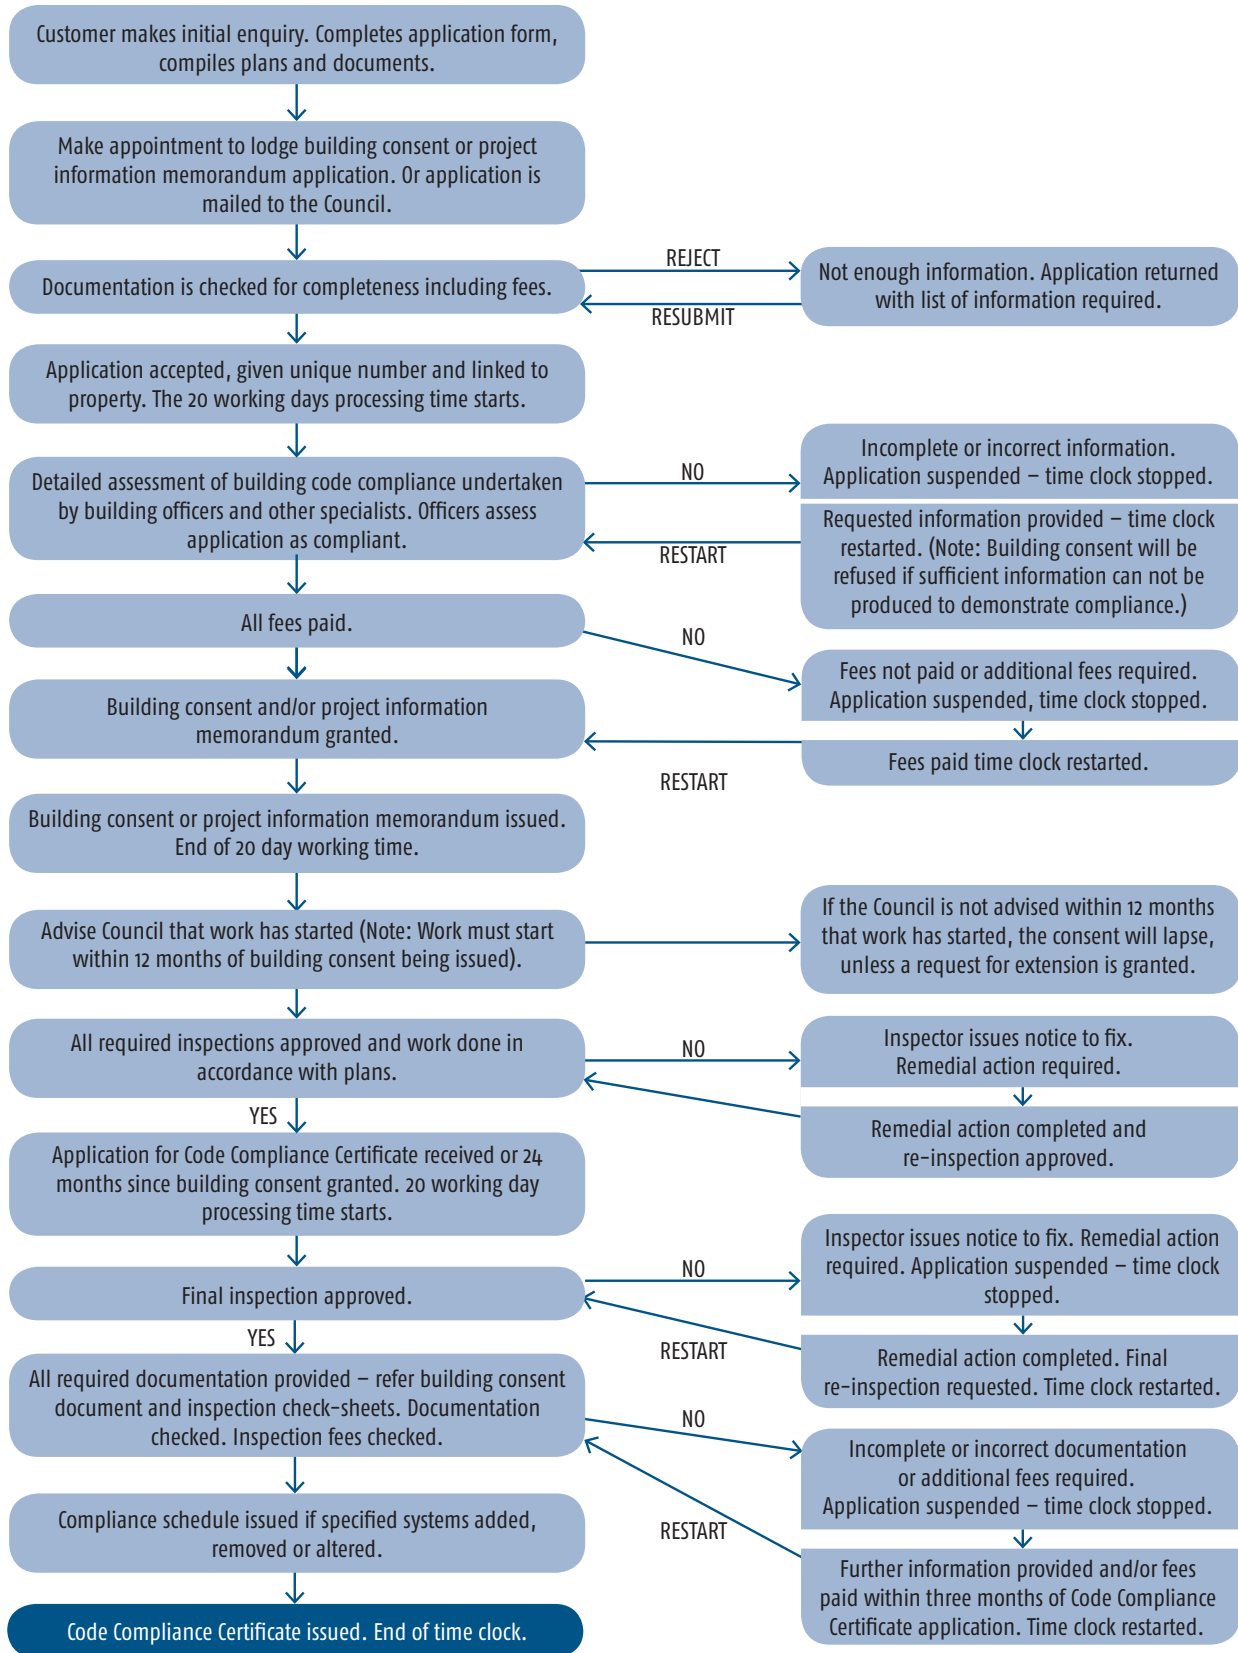 Customer makes initial enquiry. Completes application form,
compiles plans and documents.
Make appointment to lodge building consent or project
information memorandum application. Or application is
mailed to the Council.
Documentation is checked for completeness including fees.
REJECT
RESUBMIT
Not enough information. Application returned
with list of information required.
Application accepted, given unique number and linked to
property. The 20 working days processing time starts.
Detailed assessment of building code compliance undertaken
by building officers and other specialists. Officers assess
application as compliant.
NO
RESTART
Incomplete or incorrect information.
Application suspended – time clock stopped.
Requested information provided – time clock
restarted. (Note: Building consent will be
refused if sufficient information can not be
produced to demonstrate compliance.)
All fees paid.
NO
Fees not paid or additional fees required.
Application suspended, time clock stopped.
Building consent and/or project information
memorandum granted.
RESTART
Fees paid time clock restarted.
Building consent or project information memorandum issued.
End of 20 day working time.
Advise Council that work has started (Note: Work must start
within 12 months of building consent being issued).
If the Council is not advised within 12 months
that work has started, the consent will lapse,
unless a request for extension is granted.
All required inspections approved and work done in
accordance with plans.
NO
Inspector issues notice to fix.
Remedial action required.
Remedial action completed and
re-inspection approved.
YES
Application for Code Compliance Certificate received or 24
months since building consent granted. 20 working day
processing time starts.
Final inspection approved.
NO
Inspector issues notice to fix. Remedial action
required. Application suspended – time clock
stopped.
RESTART
Remedial action completed. Final
re-inspection requested. Time clock restarted.
YES
All required documentation provided – refer building consent
document and inspection check-sheets. Documentation
checked. Inspection fees checked.
NO
Incomplete or incorrect documentation
or additional fees required.
Application suspended – time clock stopped.
RESTART
Further information provided and/or fees
paid within three months of Code Compliance
Certificate application. Time clock restarted.
Compliance schedule issued if specified systems added,
removed or altered.
Code Compliance Certificate issued. End of time clock.